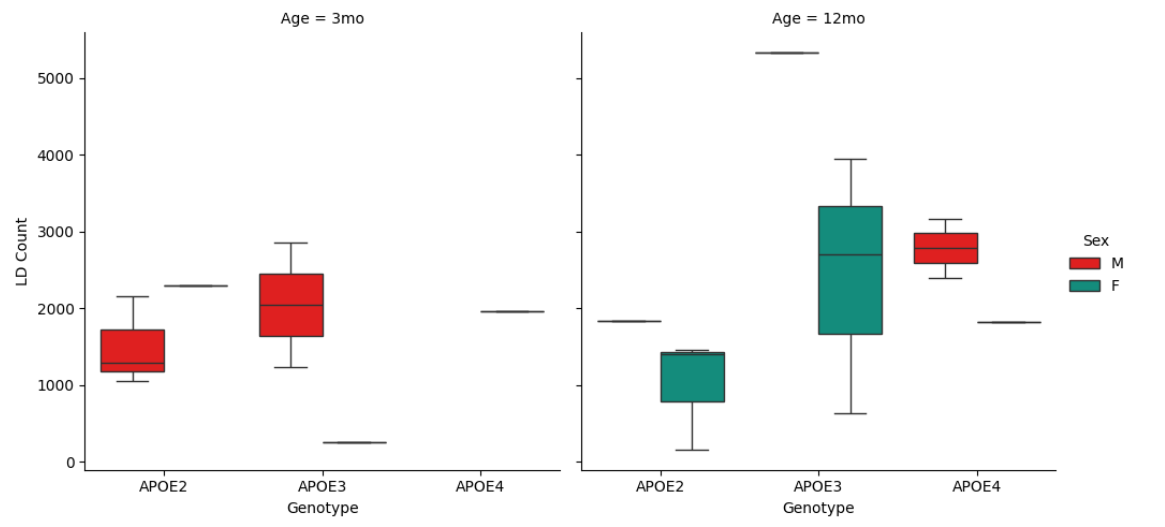 Age = 3mo
Age = 12mo
LD Count
5000
4000
3000
2000
1000
0
APOE2
APOE3
APOE4
Genotype
APOE2
APOE3
APOE4
Genotype
Sex
M
F